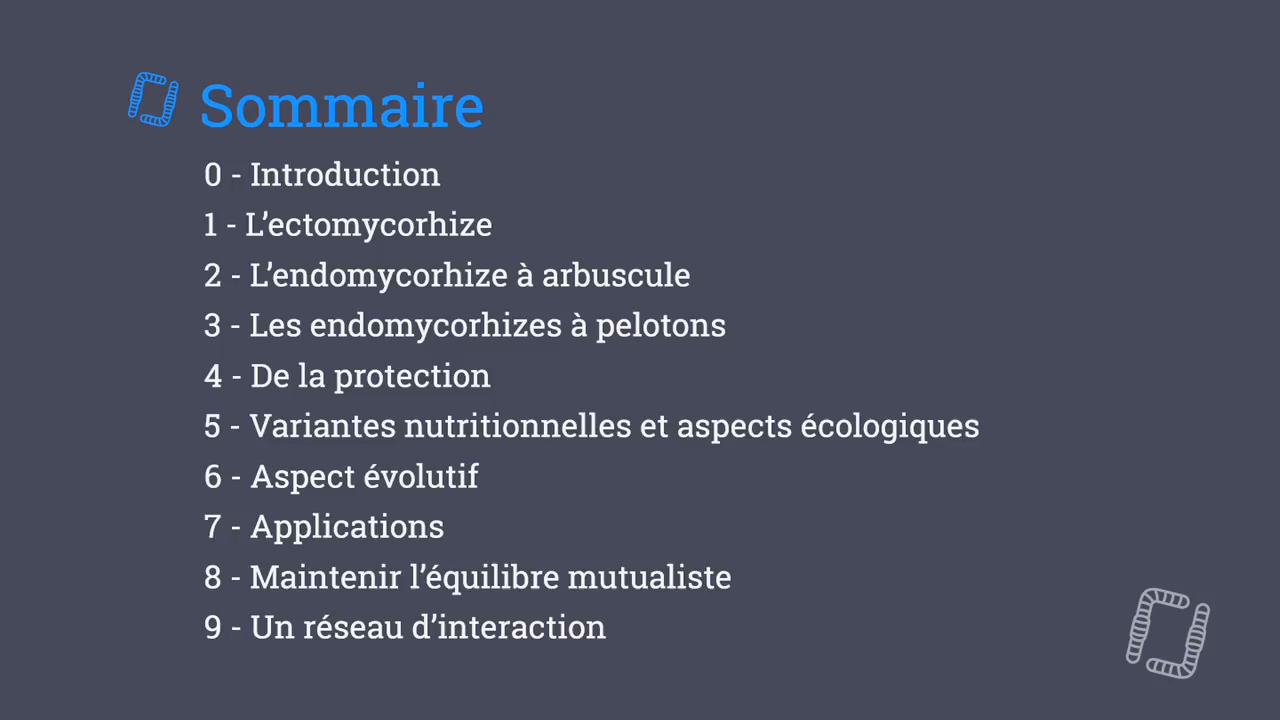 Sommaire
0 - Introduction
1 - L’ectomycorhize
2 - L’endomycorhize à arbuscule
3 - Les endomycorhizes à pelotons
4 - De la protection
5 - Variantes nutritionnelles et aspects écologiques
6 - Aspect évolutif
7 - Applications
8 - Maintenir l’équilibre mutualiste
9 - Un réseau d’interaction